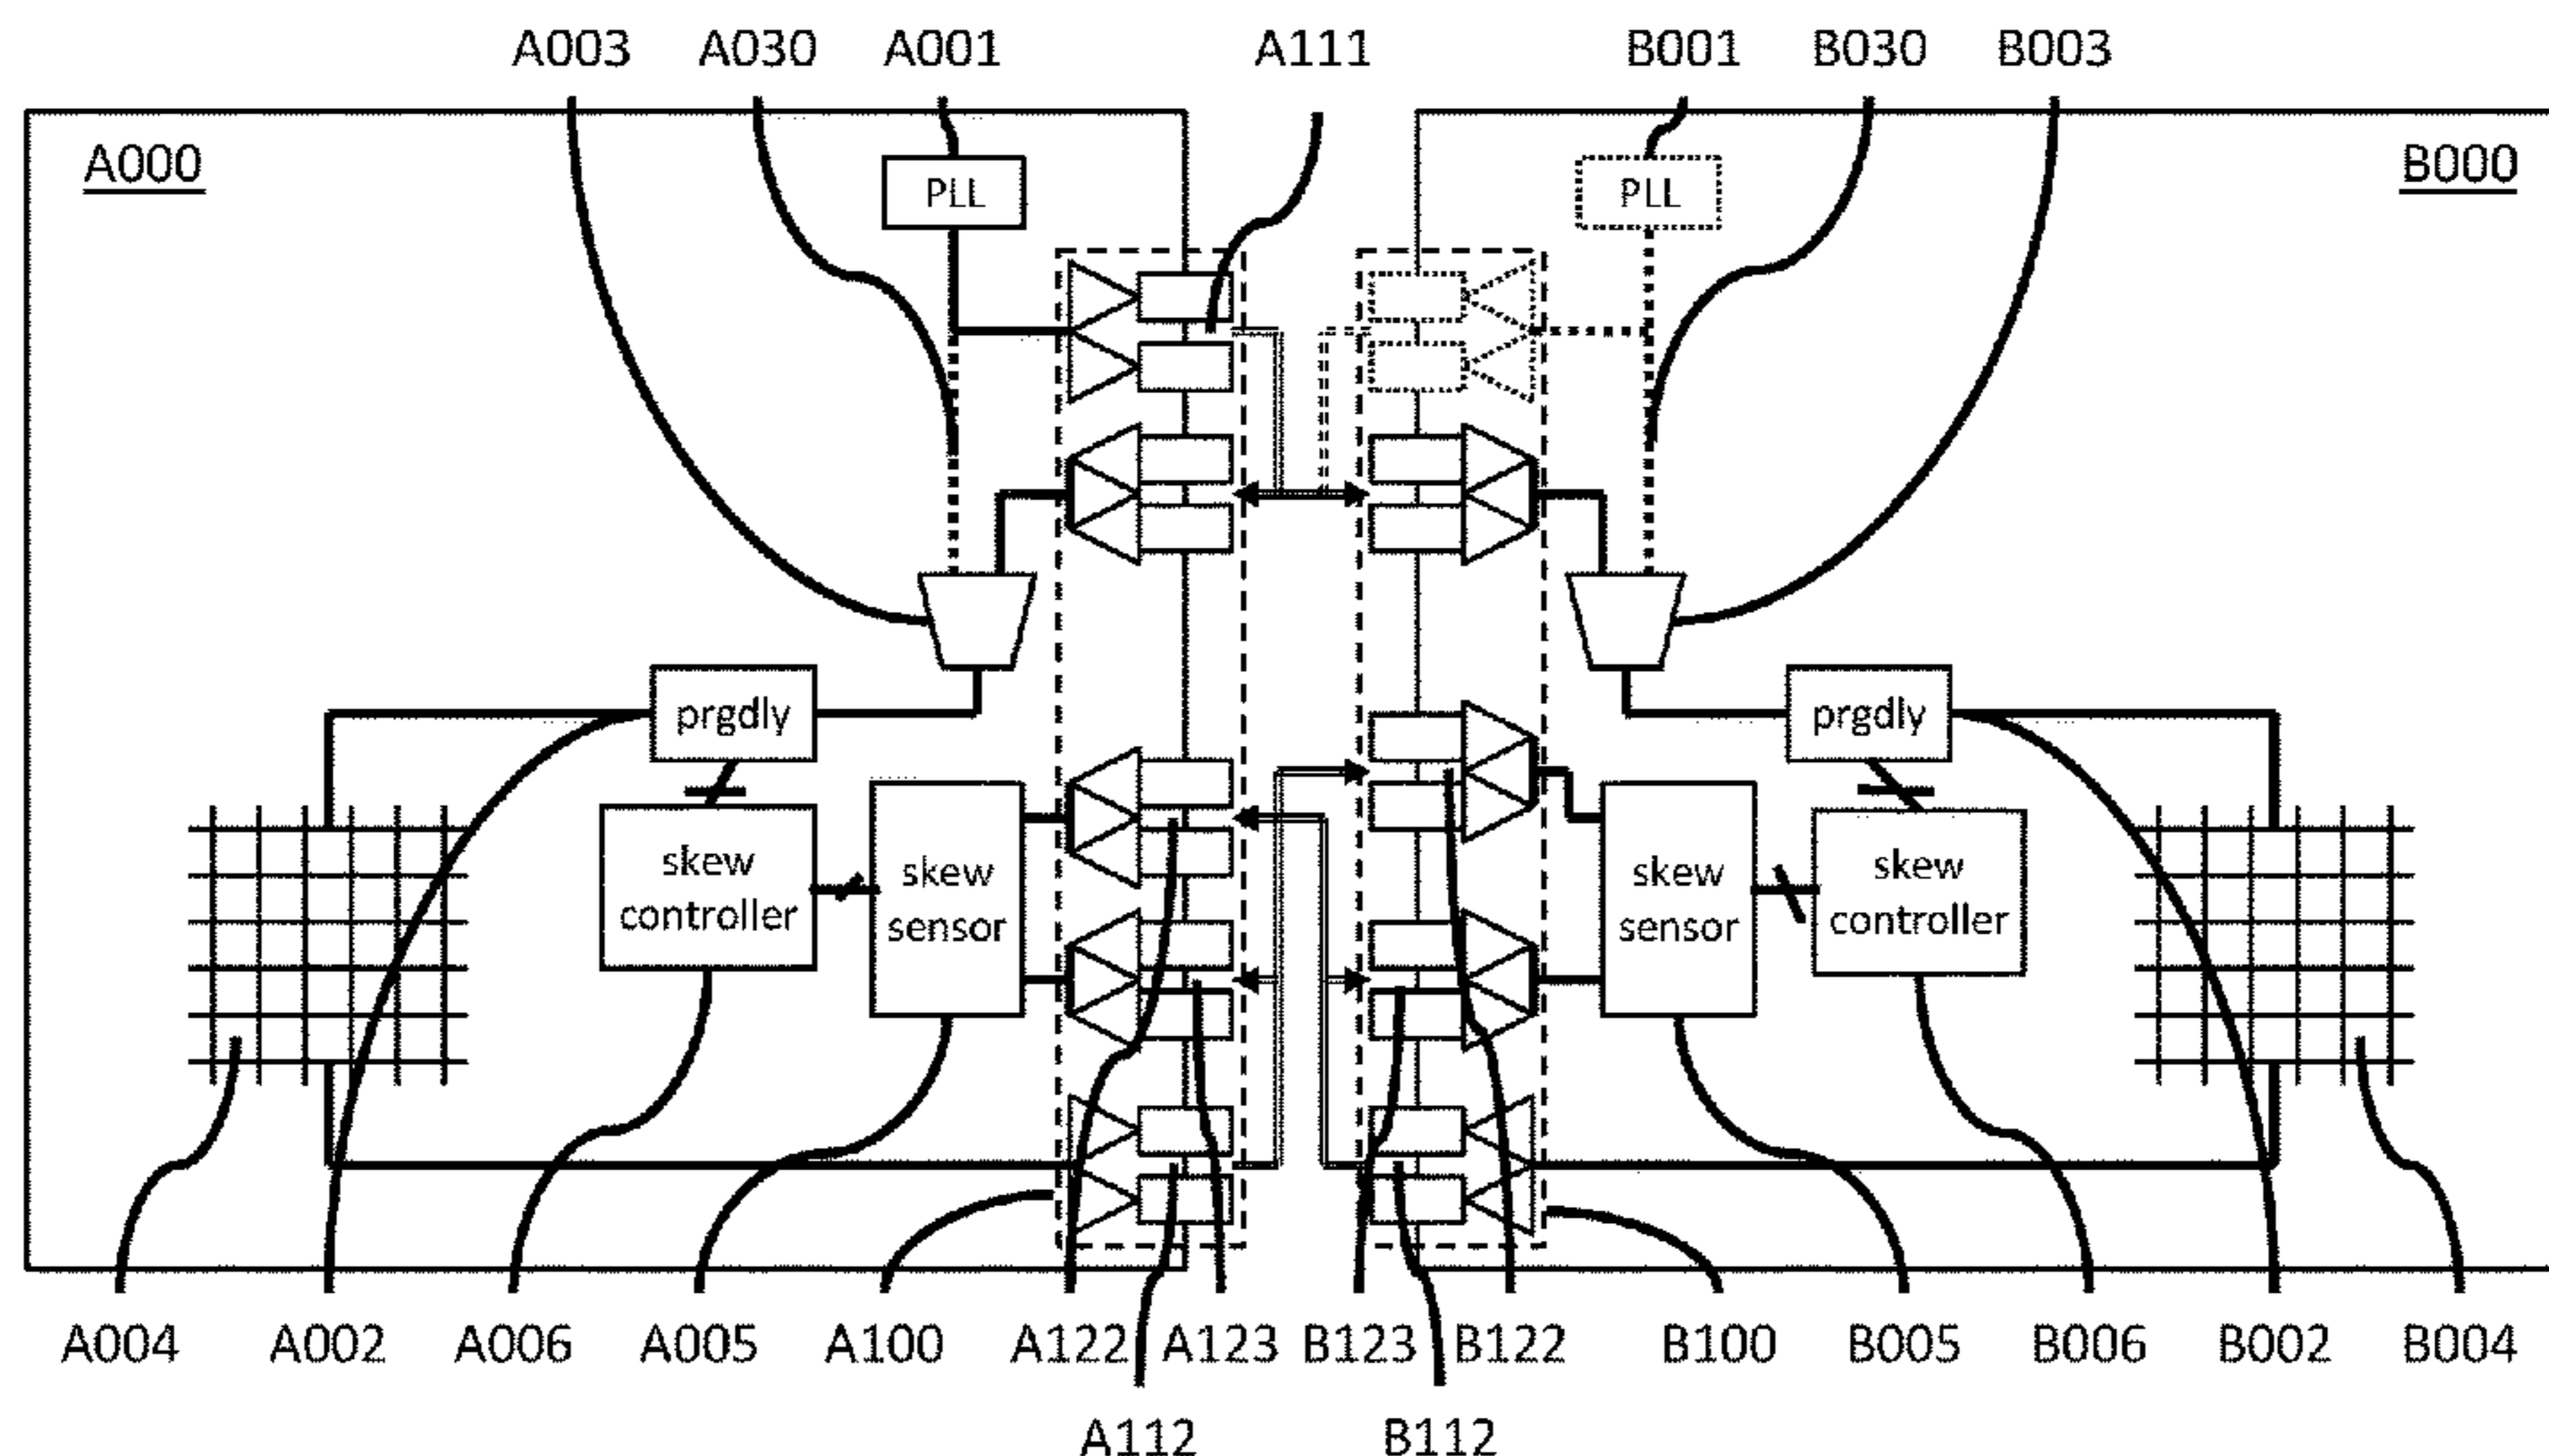 A003 A030 A001 A111 B001 B030 B003
A000 PLL PLL B000
prgdly prgdly
skew
controller
skew
sensor
skew
sensor
skew
controller
A004 A002 A006 A005 A100 A122 A123 B123 B122 B100 B005 B006 B002 B004
A112 B112